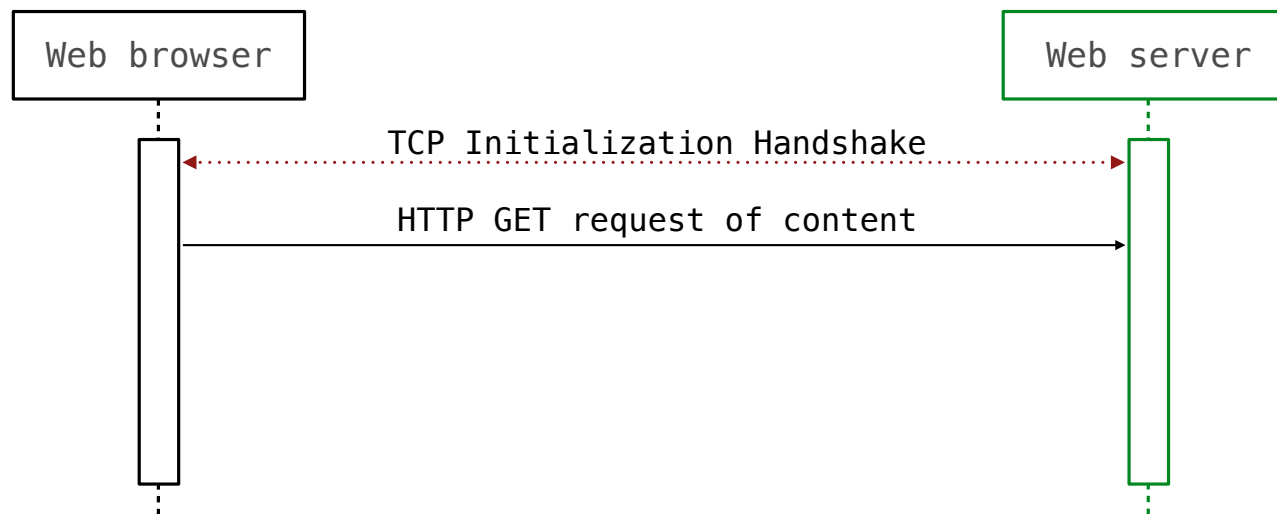 Web browser
Web server
TCP Initialization Handshake
HTTP GET request of content